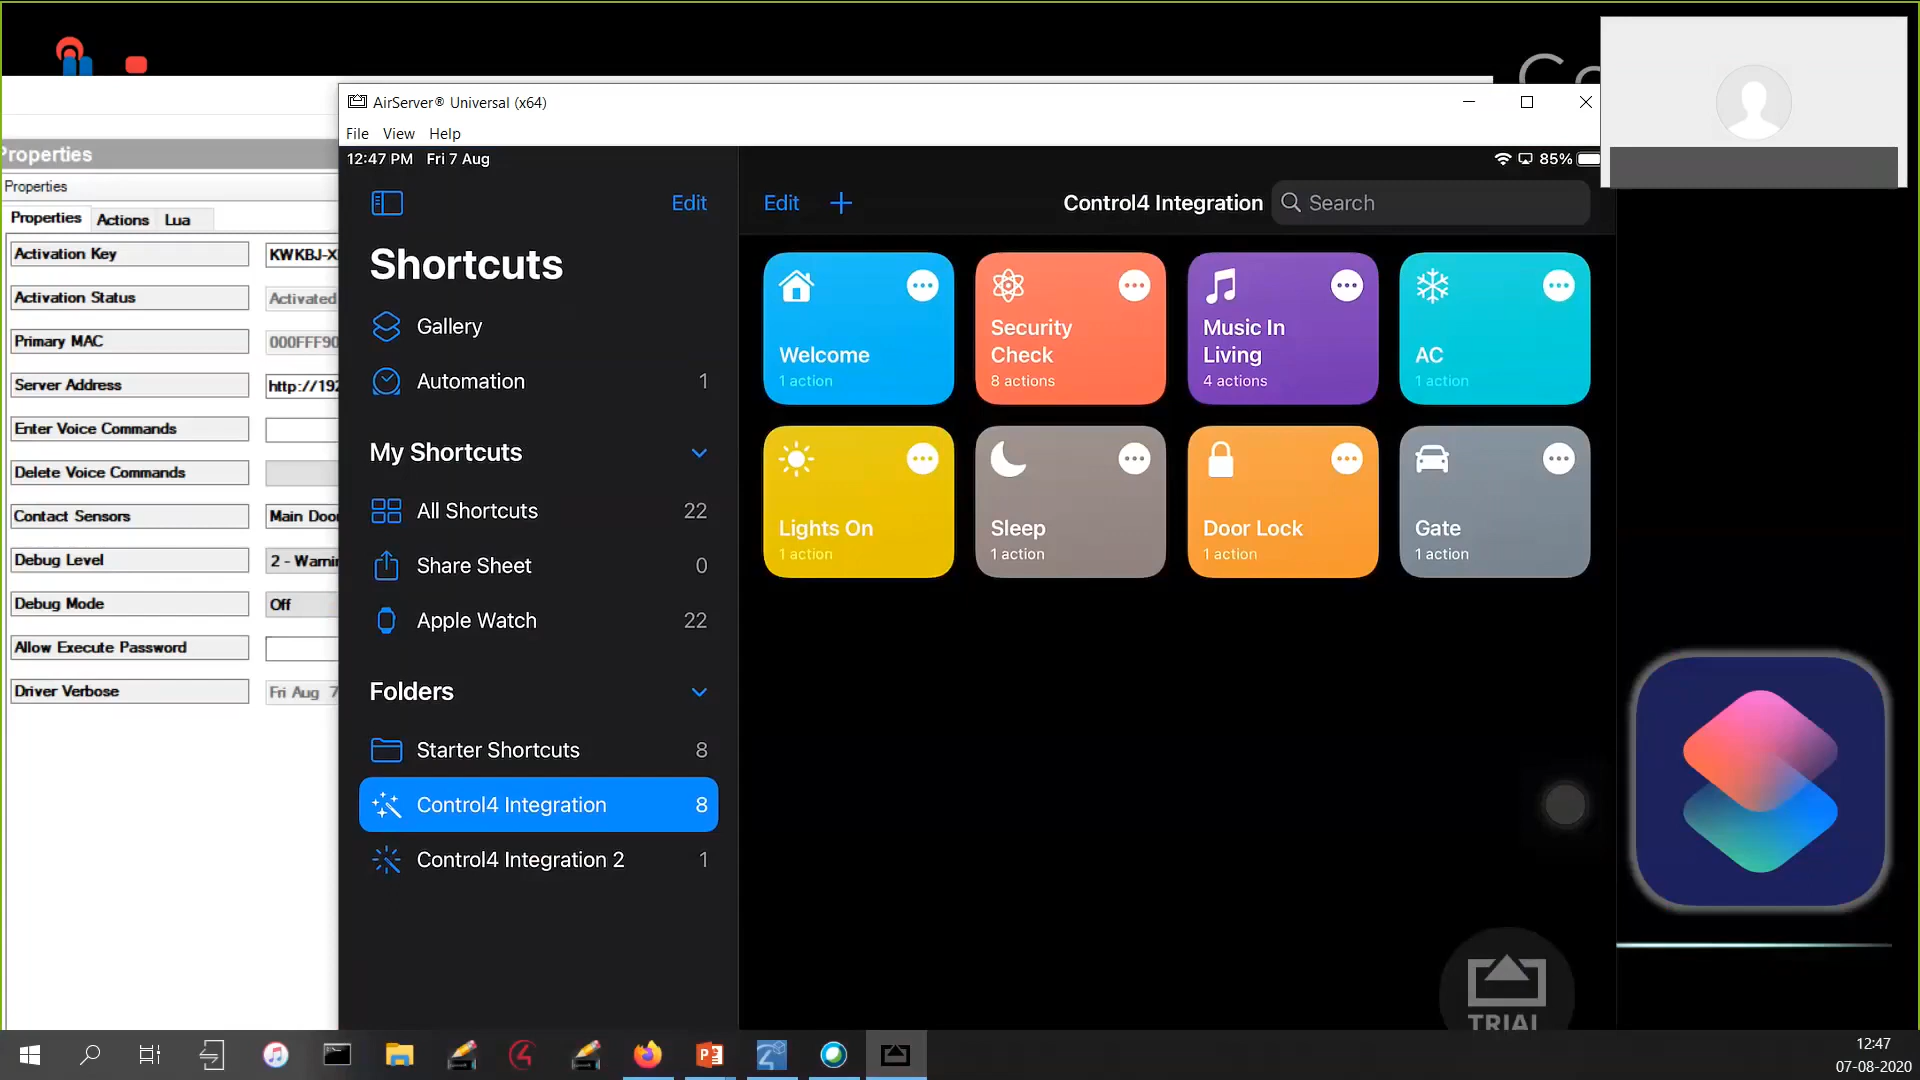 AirServer® Universal (x64)
File View Help
12:47 PM Fri 7 Aug
85%
Properties
Properties
Properties Actions Lua
Activation Key KWKBJ-X
Activation Status Activated
Primary MAC 000FFF90
Server Address http://192
Enter Voice Commands
Delete Voice Commands
Contact Sensors Main Doo
Debug Level 2 - Warnin
Debug Mode Off
Allow Execute Password
Driver Verbose Fri Aug 7
Edit
Shortcuts
Gallery
Automation 1
My Shortcuts
All Shortcuts 22
Share Sheet 0
Apple Watch 22
Folders
Starter Shortcuts 8
Control4 Integration 8
Control4 Integration 2 1
Edit + Control4 Integration Search
Welcome
1 action
Security
Check
8 actions
Music In
Living
4 actions
AC
1 action
Lights On
1 action
Sleep
1 action
Door Lock
1 action
Gate
1 action
TRIAL
12:47
07-08-2020